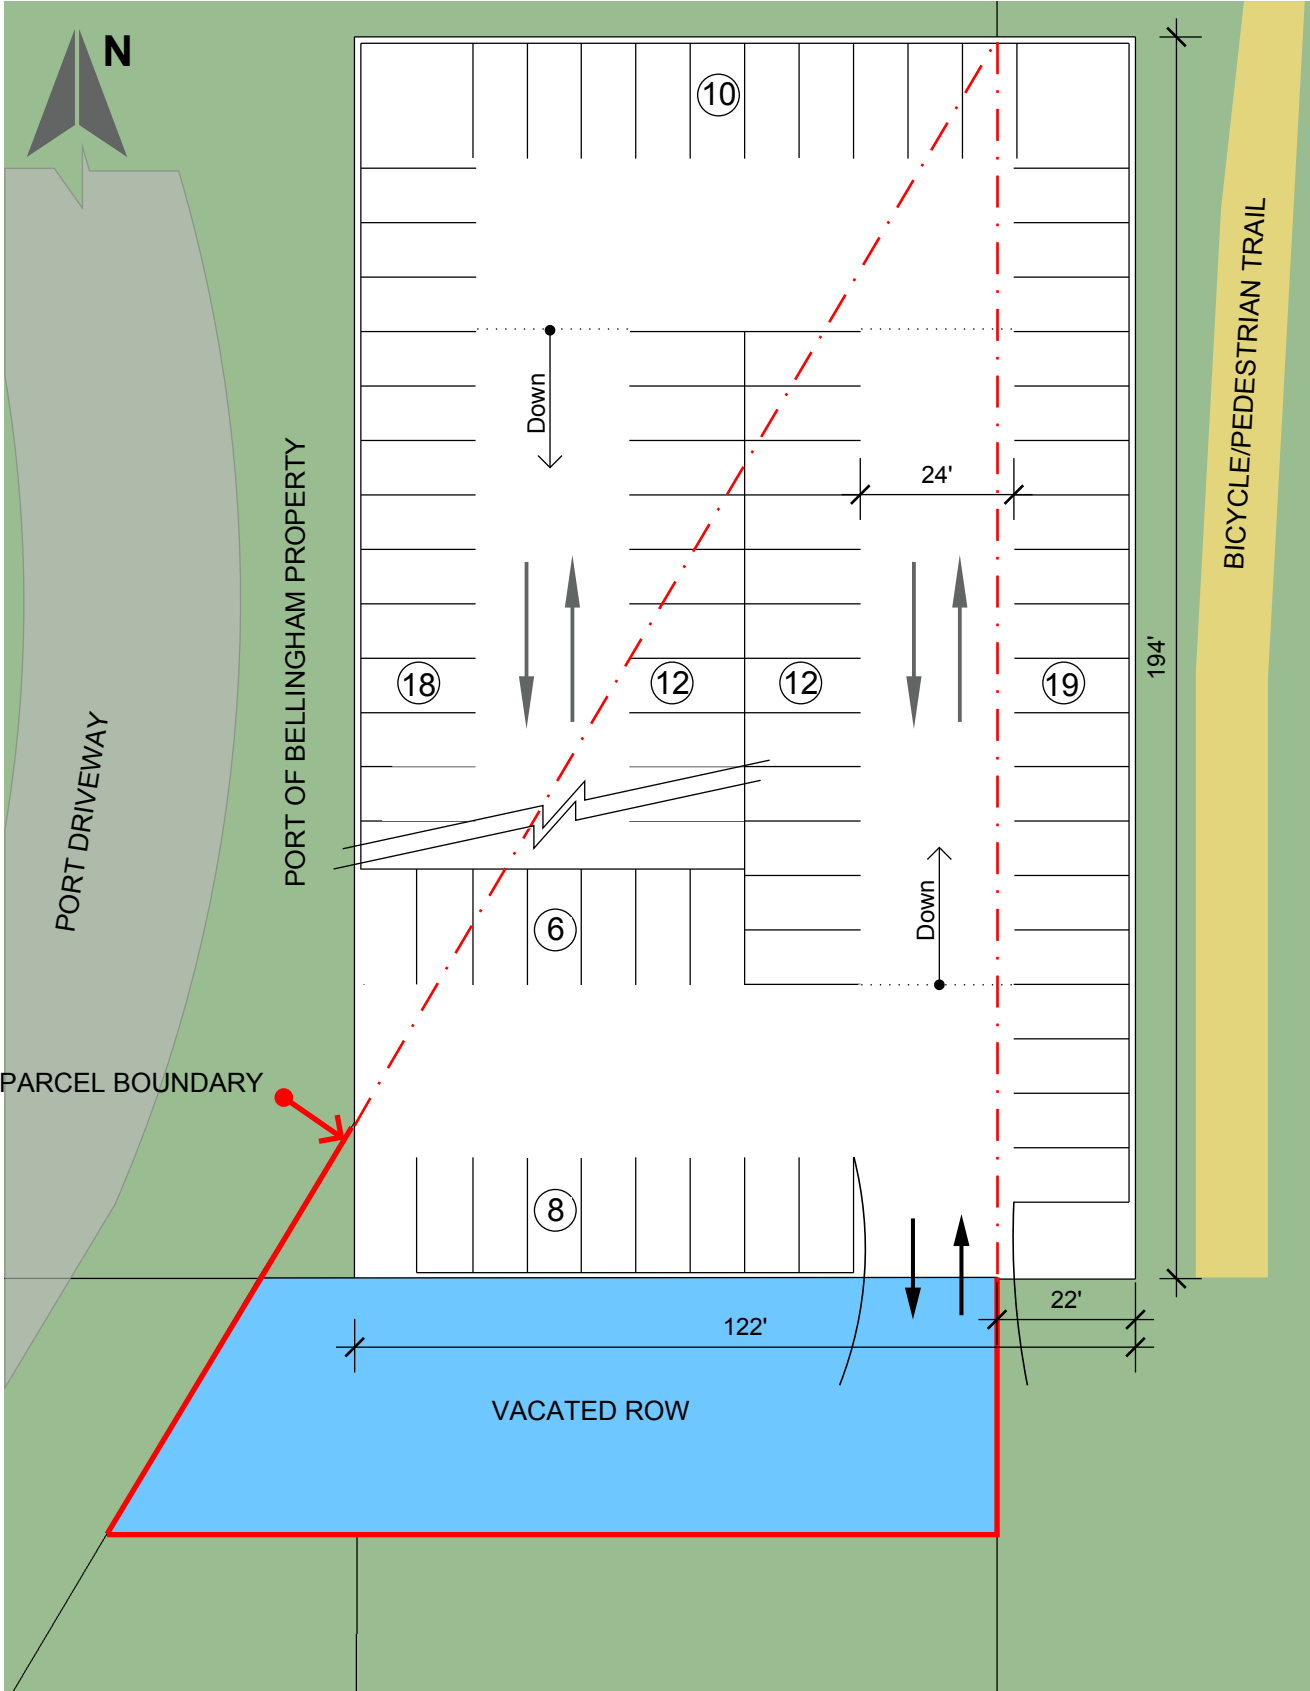 N
10
BICYCLE/PEDESTRIAN TRAIL
Down
24'
PORT OF BELLINGHAM PROPERTY
194'
18
12
12
19
PORT DRIVEWAY
Down
6
PARCEL BOUNDARY
8
22'
122'
VACATED ROW